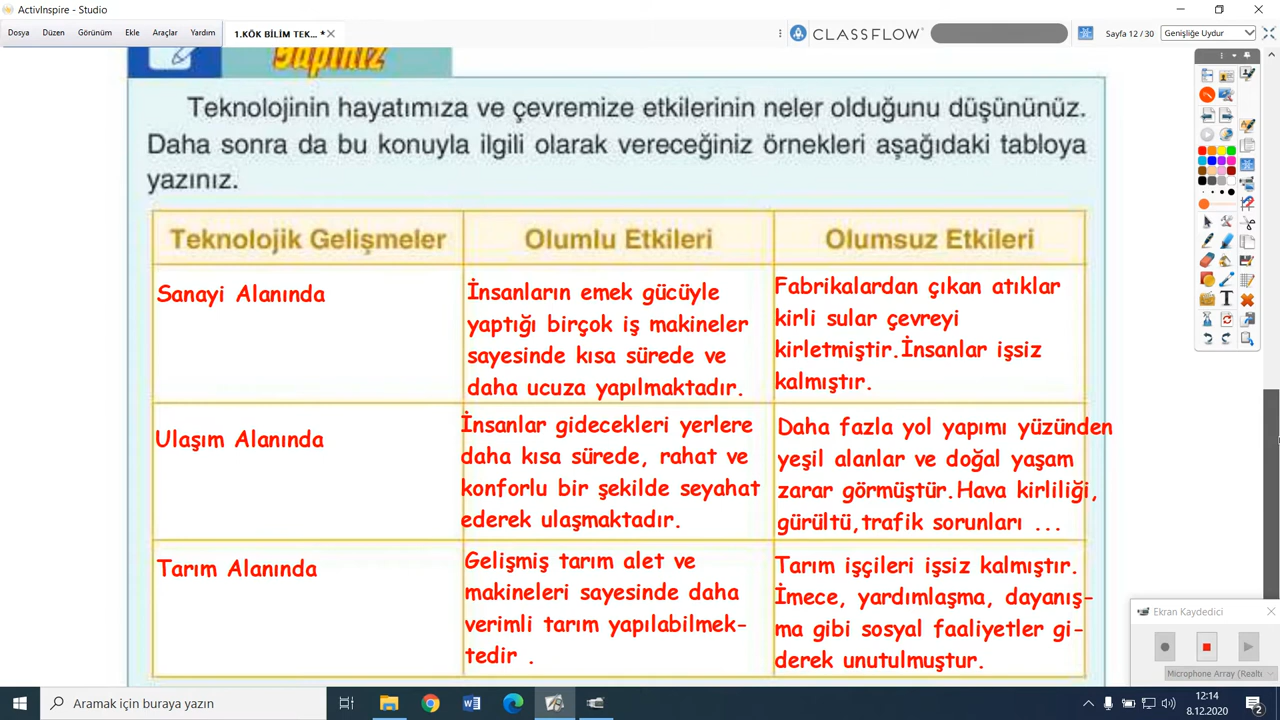 ActivInspire - Studio
Dosya Düzen Görünüm Ekle Araçlar Yardım
1.KÖK BİLİM TEK... *
CLASSFLOW
Sayfa 12 / 30
Genişliğe Uydur
Yapınız
Teknolojinin hayatımıza ve çevremize etkilerinin neler olduğunu düşününüz.
Daha sonra da bu konuyla ilgili olarak vereceğiniz örnekleri aşağıdaki tabloya
yazınız.
Teknolojik Gelişmeler
Olumlu Etkileri
Olumsuz Etkileri
Sanayi Alanında
İnsanların emek gücüyle
yaptığı birçok iş makineler
sayesinde kısa sürede ve
daha ucuza yapılmaktadır.
Fabrikalardan çıkan atıklar
kirli sular çevreyi
kirletmiştir.İnsanlar işsiz
kalmıştır.
Ulaşım Alanında
İnsanlar gidecekleri yerlere
daha kısa sürede, rahat ve
konforlu bir şekilde seyahat
ederek ulaşmaktadır.
Daha fazla yol yapımı yüzünden
yeşil alanlar ve doğal yaşam
zarar görmüştür.Hava kirliliği,
gürültü,trafik sorunları ...
Tarım Alanında
Gelişmiş tarım alet ve
makineleri sayesinde daha
verimli tarım yapılabilmek-
tedir .
Tarım işçileri işsiz kalmıştır.
İmece, yardımlaşma, dayanış-
ma gibi sosyal faaliyetler gi-
derek unutulmuştur.
Ekran Kaydedici
Microphone Array (Realt
Aramak için buraya yazın
12:14
8.12.2020
2